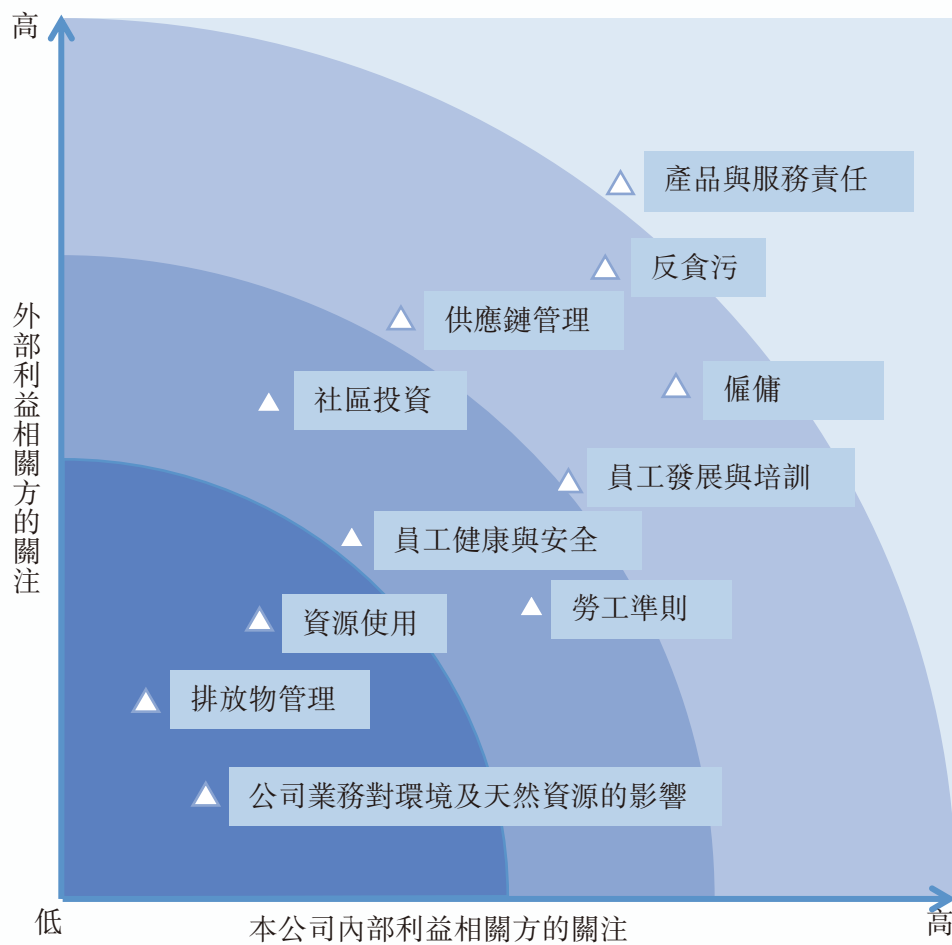 高
產品與服務責任
反貪污
供應鏈管理
僱傭
社區投資
員工發展與培訓
員工健康與安全
勞工準則
資源使用
排放物管理
公司業務對環境及天然資源的影響
外部利益相關方的關注
低
本公司內部利益相關方的關注
高